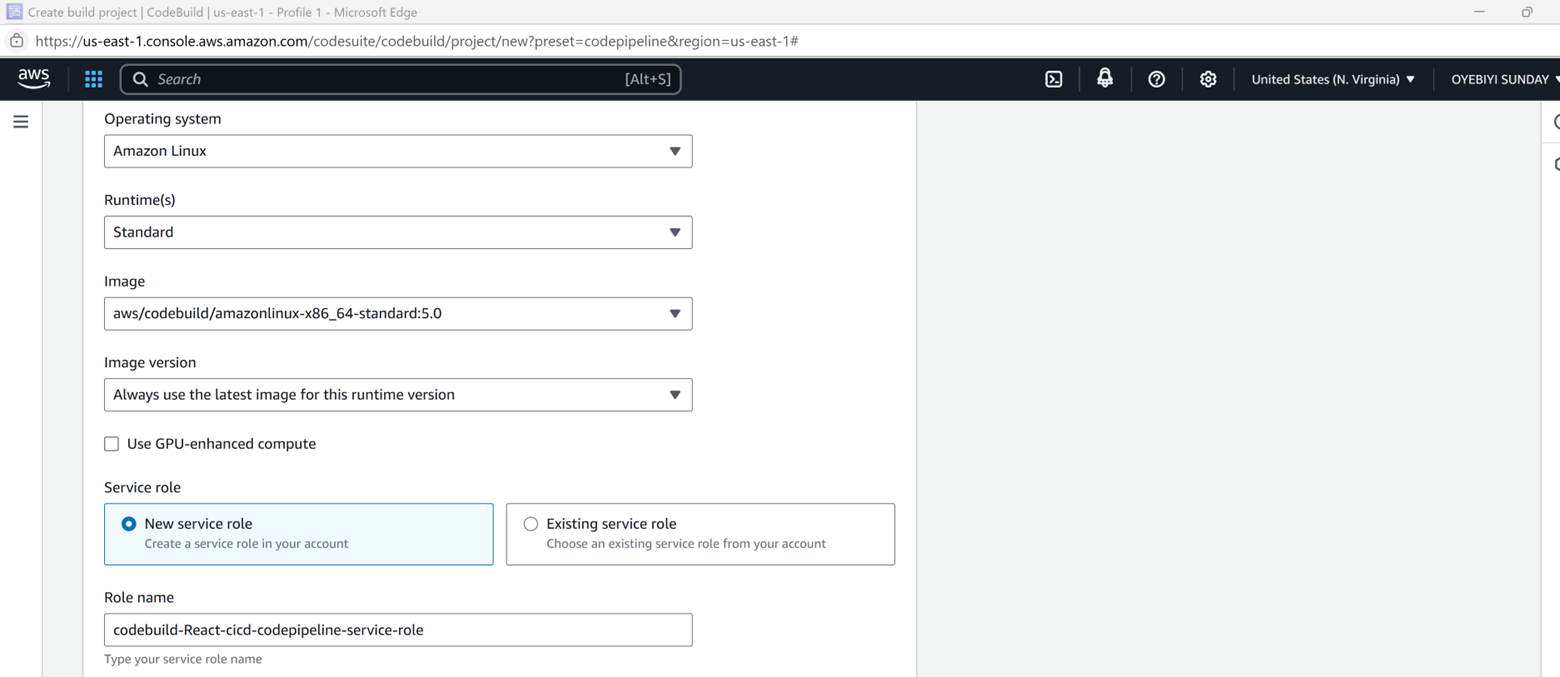 Create build project | CodeBuild | us-east-1 - Profile 1 - Microsoft Edge
https://us-east-1.console.aws.amazon.com/codesuite/codebuild/project/new?preset=codepipeline&region=us-east-1#
aws Search [Alt+S] United States (N. Virginia) OYEBIYI SUNDAY
Operating system
Amazon Linux
Runtime(s)
Standard
Image
aws/codebuild/amazonlinux-x86_64-standard:5.0
Image version
Always use the latest image for this runtime version
Use GPU-enhanced compute
Service role
New service role
Create a service role in your account
Existing service role
Choose an existing service role from your account
Role name
codebuild-React-cicd-codepipeline-service-role
Type your service role name